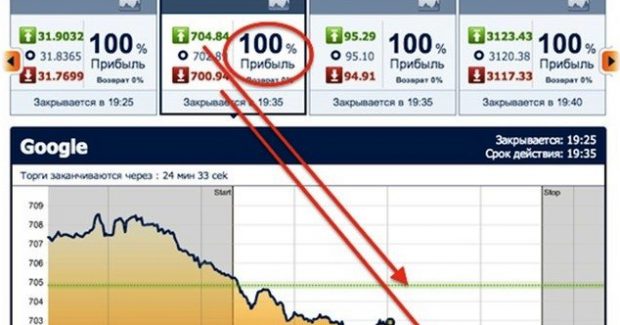 31.9032
31.8365
31.7699
100 %
Прибыль
Возврат 0%
Закрывается в 19:25
704.84
700.94
100 %
Прибыль
Возврат 0%
Закрывается в 19:35
95.29
95.10
94.91
100 %
Прибыль
Возврат 0%
Закрывается в 19:35
3123.43
3120.38
3117.33
100 %
Прибыль
Возврат 0%
Закрывается в 19:40
Google
Закрывается: 19:25
Срок действия: 19:35
Торги заканчиваются через : 24 мин 33 сек
Start
Stop
709
708
707
706
705
704
703